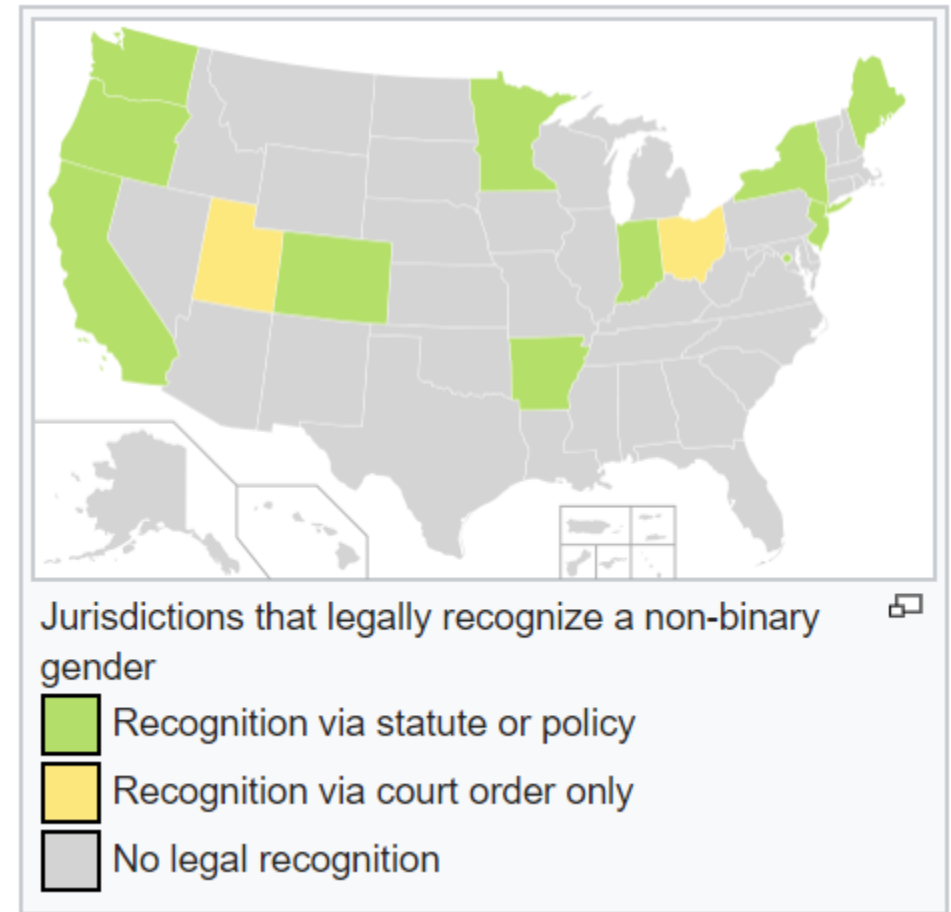 Jurisdictions that legally recognize a non-binary
gender
Recognition via statute or policy
Recognition via court order only
No legal recognition